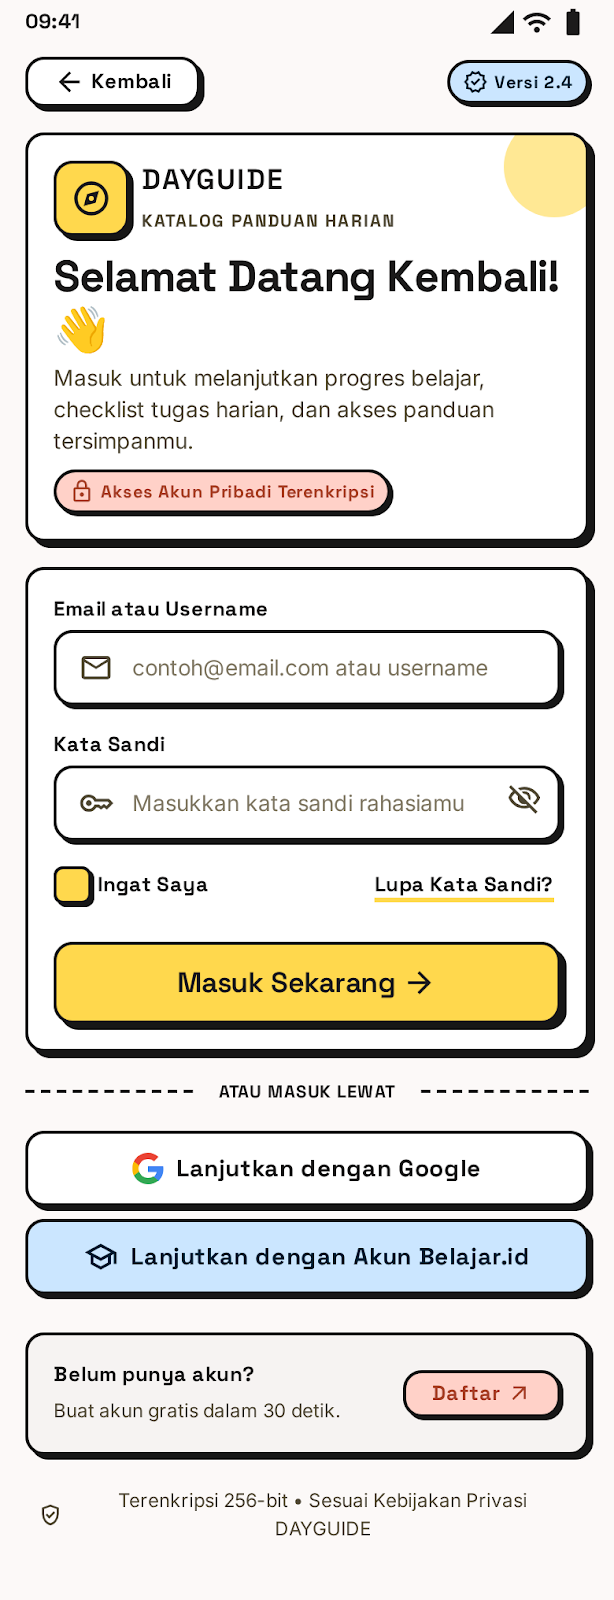 09:41
Kembali
Versi 2.4
DAYGUIDE
KATALOG PANDUAN HARIAN
Selamat Datang Kembali!
👋
Masuk untuk melanjutkan progres belajar,
checklist tugas harian, dan akses panduan
tersimpanmu.
Akses Akun Pribadi Terenkripsi
Email atau Username
contoh@email.com atau username
Kata Sandi
Masukkan kata sandi rahasiamu
Ingat Saya
Lupa Kata Sandi?
Masuk Sekarang →
ATAU MASUK LEWAT
Lanjutkan dengan Google
Lanjutkan dengan Akun Belajar.id
Belum punya akun?
Buat akun gratis dalam 30 detik.
Daftar
Terenkripsi 256-bit • Sesuai Kebijakan Privasi
DAYGUIDE